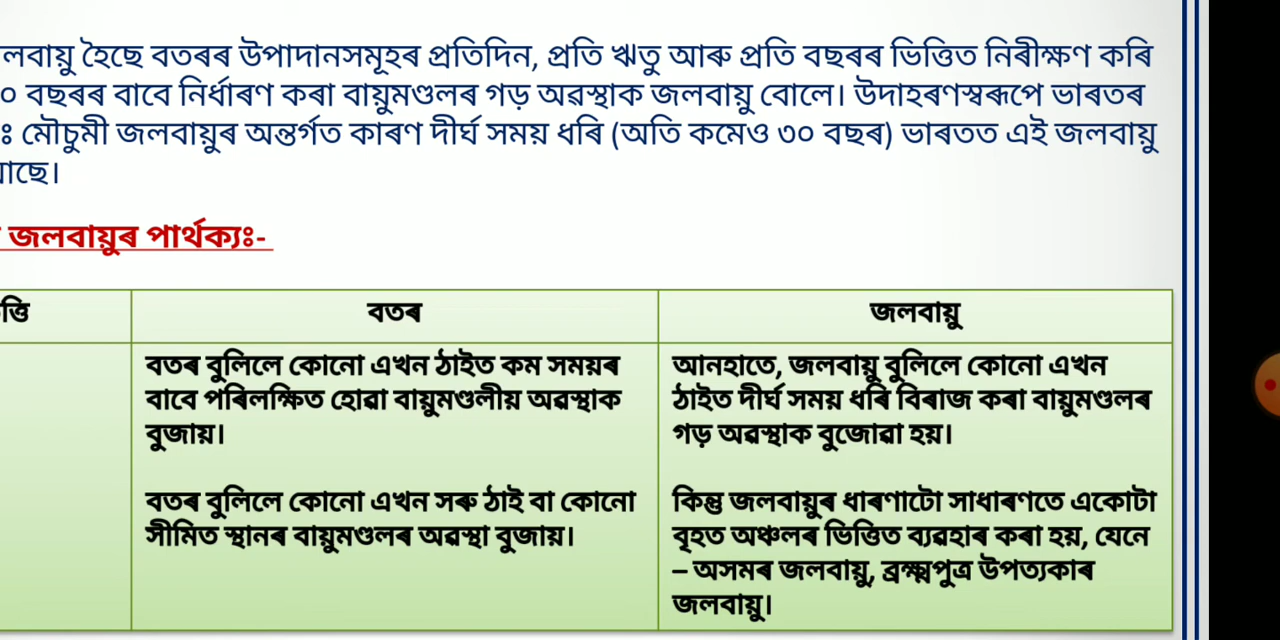 লবায়ু হৈছে বতৰৰ উপাদানসমূহৰ প্ৰতিদিন, প্ৰতি ঋতু আৰু প্ৰতি বছৰৰ ভিত্তিত নিৰীক্ষণ কৰি
০ বছৰৰ বাবে নিৰ্ধাৰণ কৰা বায়ুমণ্ডলৰ গড় অৱস্থাক জলবায়ু বোলে। উদাহৰণস্বৰূপে ভাৰতৰ
ঃ মৌচুমী জলবায়ুৰ অন্তৰ্গত কাৰণ দীৰ্ঘ সময় ধৰি (অতি কমেও ৩০ বছৰ) ভাৰতত এই জলবায়ু
াছে।
জলবায়ুৰ পাৰ্থক্যঃ-
ত্তি বতৰ জলবায়ু
বতৰ বুলিলে কোনো এখন ঠাইত কম সময়ৰ
বাবে পৰিলক্ষিত হোৱা বায়ুমণ্ডলীয় অৱস্থাক
বুজায়।
বতৰ বুলিলে কোনো এখন সৰু ঠাই বা কোনো
সীমিত স্থানৰ বায়ুমণ্ডলৰ অৱস্থা বুজায়।
আনহাতে, জলবায়ু বুলিলে কোনো এখন
ঠাইত দীৰ্ঘ সময় ধৰি বিৰাজ কৰা বায়ুমণ্ডলৰ
গড় অৱস্থাক বুজোৱা হয়।
কিন্তু জলবায়ুৰ ধাৰণাটো সাধাৰণতে একোটা
বৃহত অঞ্চলৰ ভিত্তিত ব্যৱহাৰ কৰা হয়, যেনে
– অসমৰ জলবায়ু, ব্ৰক্ষ্মপুত্ৰ উপত্যকাৰ
জলবায়ু।